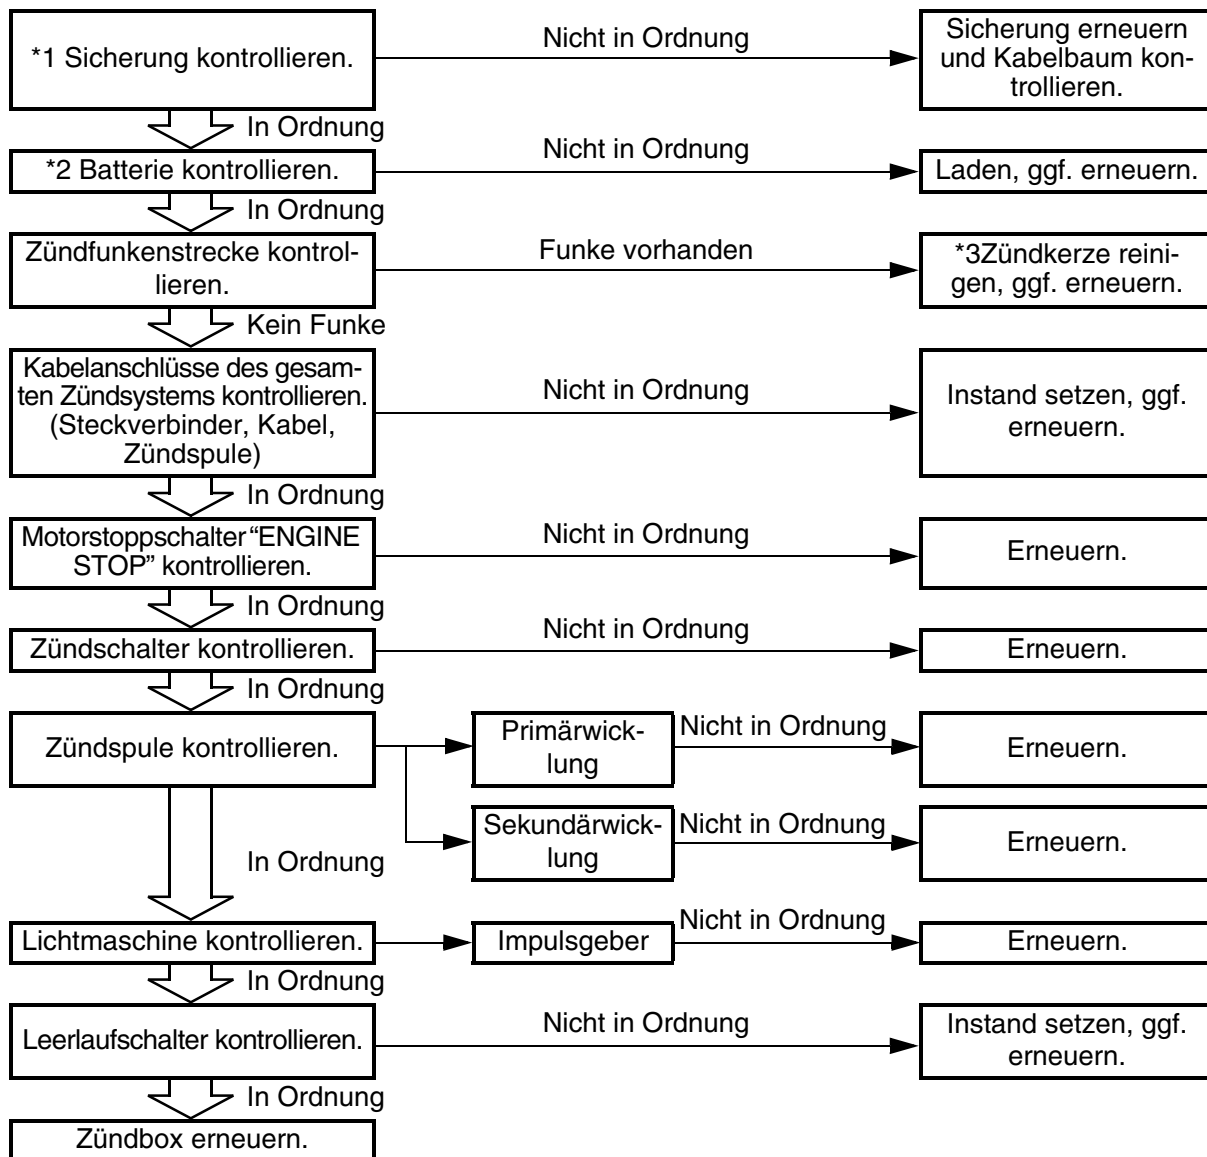 *1 Sicherung kontrollieren.
Nicht in Ordnung
Sicherung erneuern
und Kabelbaum kon-
trollieren.
In Ordnung
*2 Batterie kontrollieren.
Nicht in Ordnung
Laden, ggf. erneuern.
In Ordnung
Zündfunkenstrecke kontrol-
lieren.
Funke vorhanden
*3Zündkerze reini-
gen, ggf. erneuern.
Kein Funke
Kabelanschlüsse des gesam-
ten Zündsystems kontrollieren.
(Steckverbinder, Kabel,
Zündspule)
Nicht in Ordnung
Instand setzen, ggf.
erneuern.
In Ordnung
Motorstoppschalter “ENGINE
STOP” kontrollieren.
Nicht in Ordnung
Erneuern.
In Ordnung
Zündschalter kontrollieren.
Nicht in Ordnung
Erneuern.
In Ordnung
Zündspule kontrollieren.
Primärwick-
lung
Nicht in Ordnung
Erneuern.
Sekundärwick-
lung
Nicht in Ordnung
Erneuern.
In Ordnung
Lichtmaschine kontrollieren.
Impulsgeber
Nicht in Ordnung
Erneuern.
In Ordnung
Leerlaufschalter kontrollieren.
Nicht in Ordnung
Instand setzen, ggf.
erneuern.
In Ordnung
Zündbox erneuern.